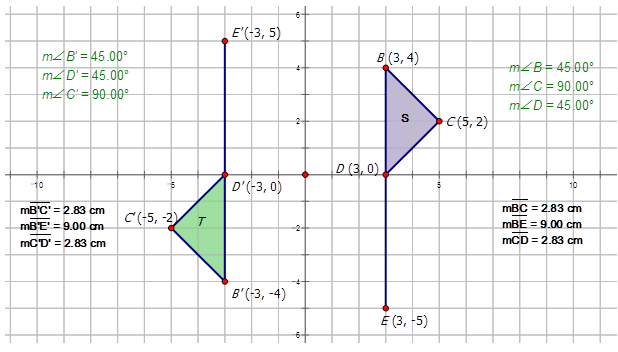 6
E'(-3, 5)
m∠B' = 45.00°
m∠D' = 45.00°
m∠C' = 90.00°
B (3, 4)
4
m∠B = 45.00°
m∠C = 90.00°
m∠D = 45.00°
S
2
C (5, 2)
D (3, 0)
-10
-5
5
10
D'(-3, 0)
mB'C' = 2.83 cm
mB'E' = 9.00 cm
mC'D' = 2.83 cm
C'(-5, -2)
T
-2
mBC = 2.83 cm
mBE = 9.00 cm
mCD = 2.83 cm
-4
B'(-3, -4)
E (3, -5)
-6